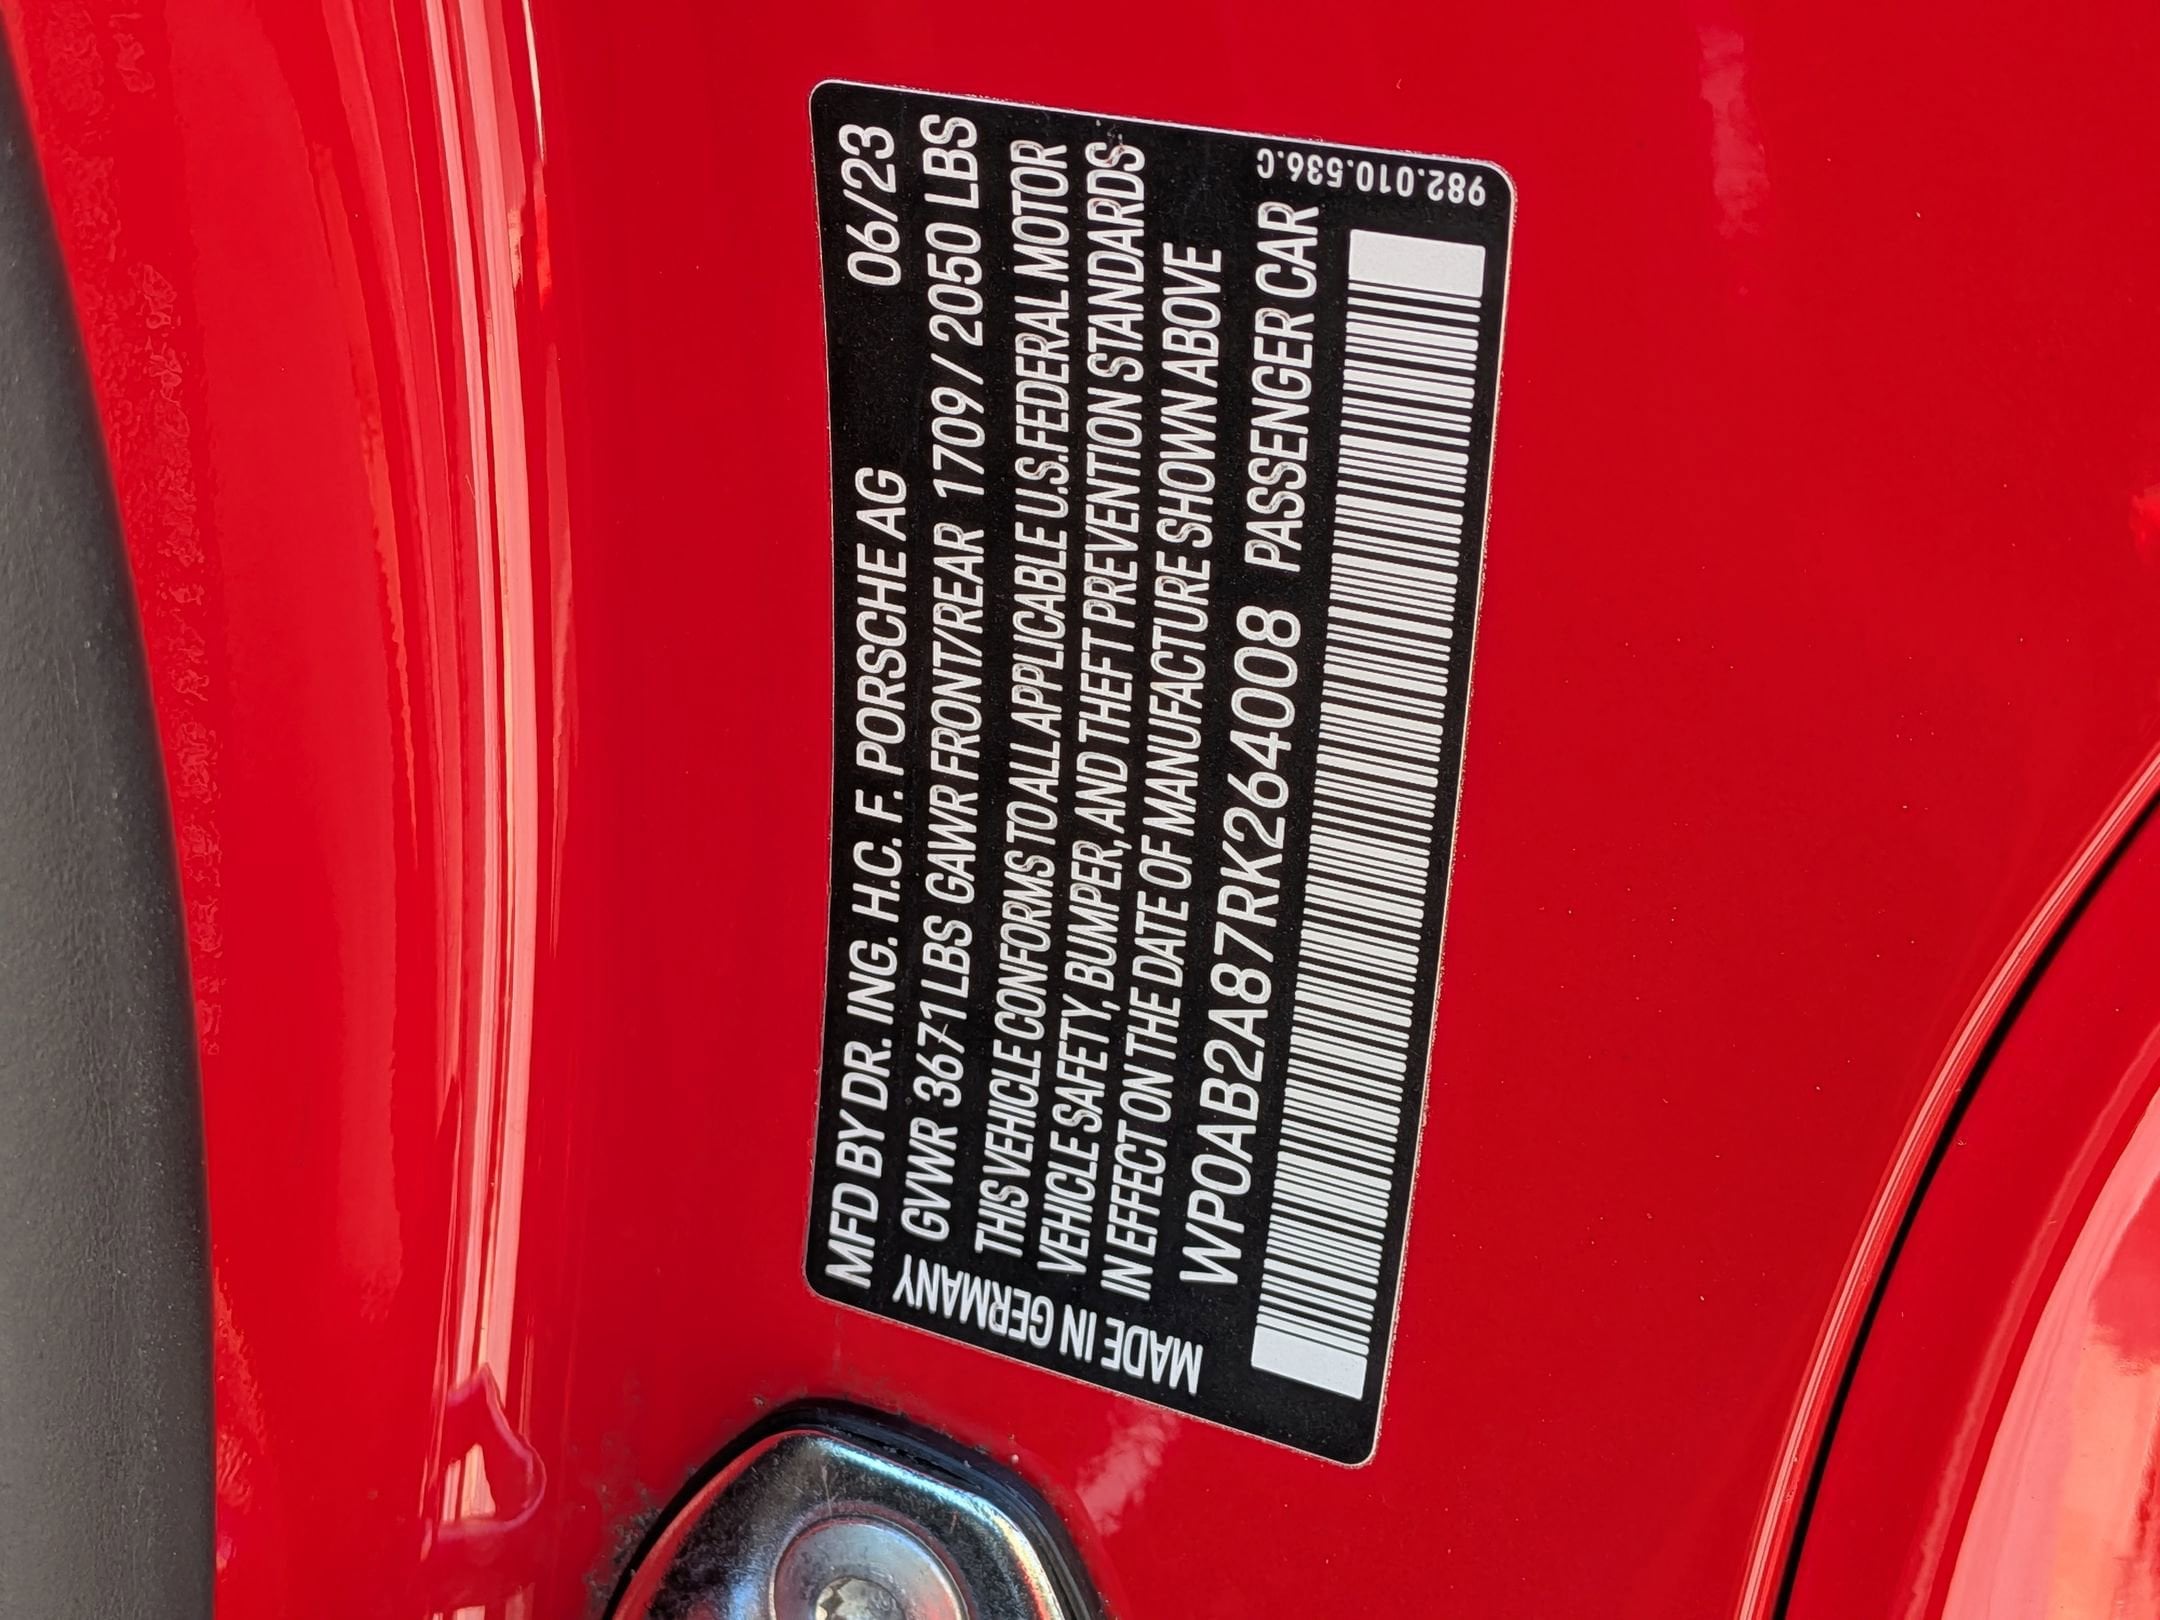 MFD BY DR. ING. H.C. F. PORSCHE AG 06/23
GVWR 3671 LBS GAWR FRONT/REAR 1709 / 2050 LBS
THIS VEHICLE CONFORMS TO ALL APPLICABLE U.S. FEDERAL MOTOR
VEHICLE SAFETY, BUMPER, AND THEFT PREVENTION STANDARDS
IN EFFECT ON THE DATE OF MANUFACTURE SHOWN ABOVE
WP0AB2A87RK264008 PASSENGER CAR
MADE IN GERMANY
982.010.536.C